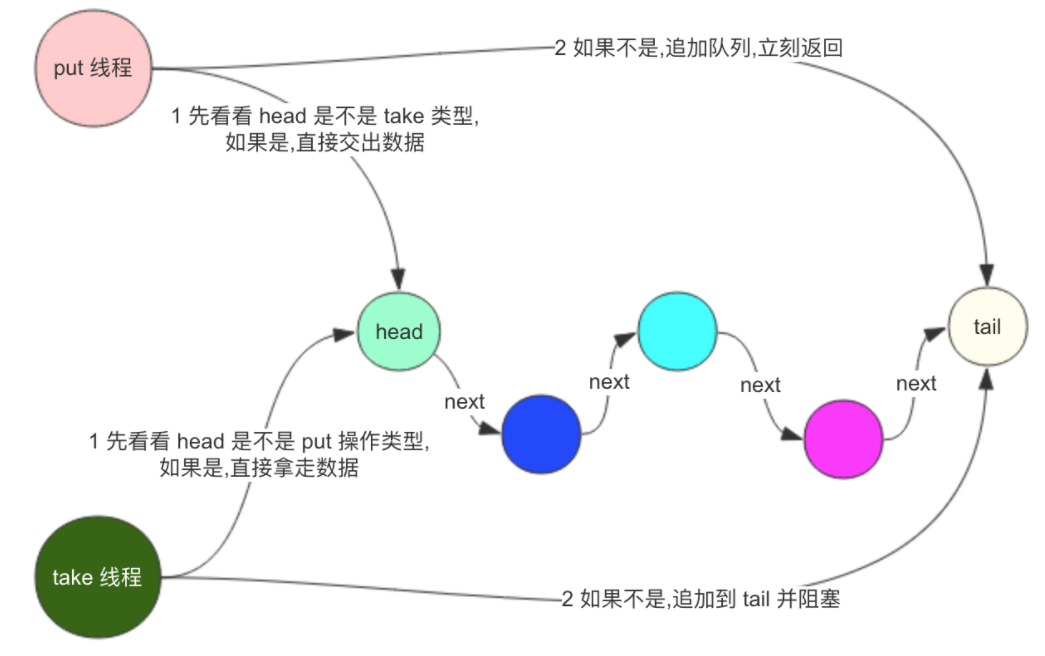 put 线程
2 如果不是,追加队列,立刻返回
1 先看看 head 是不是 take 类型,
如果是,直接交出数据
head
tail
next
next
next
next
1 先看看 head 是不是 put 操作类型,
如果是,直接拿走数据
take 线程
2 如果不是,追加到 tail 并阻塞